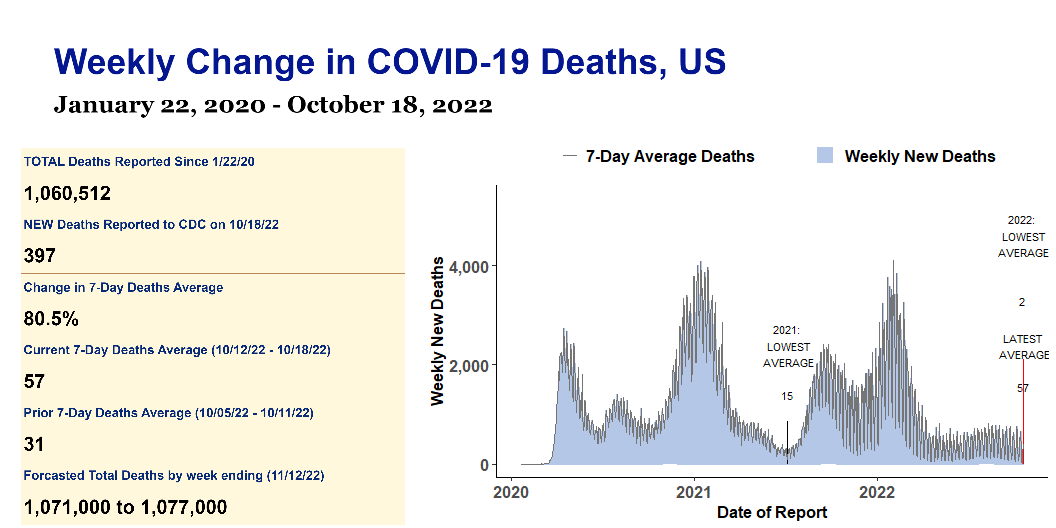 Weekly Change in COVID-19 Deaths, US
January 22, 2020 - October 18, 2022
TOTAL Deaths Reported Since 1/22/20
1,060,512
NEW Deaths Reported to CDC on 10/18/22
397
Change in 7-Day Deaths Average
80.5%
Current 7-Day Deaths Average (10/12/22 - 10/18/22)
57
Prior 7-Day Deaths Average (10/05/22 - 10/11/22)
31
Forcasted Total Deaths by week ending (11/12/22)
1,071,000 to 1,077,000
7-Day Average Deaths
Weekly New Deaths
Weekly New Deaths
4,000
2,000
0
2021:
LOWEST
AVERAGE
15
2022:
LOWEST
AVERAGE
2
LATEST
AVERAGE
57
2020
2021
2022
Date of Report